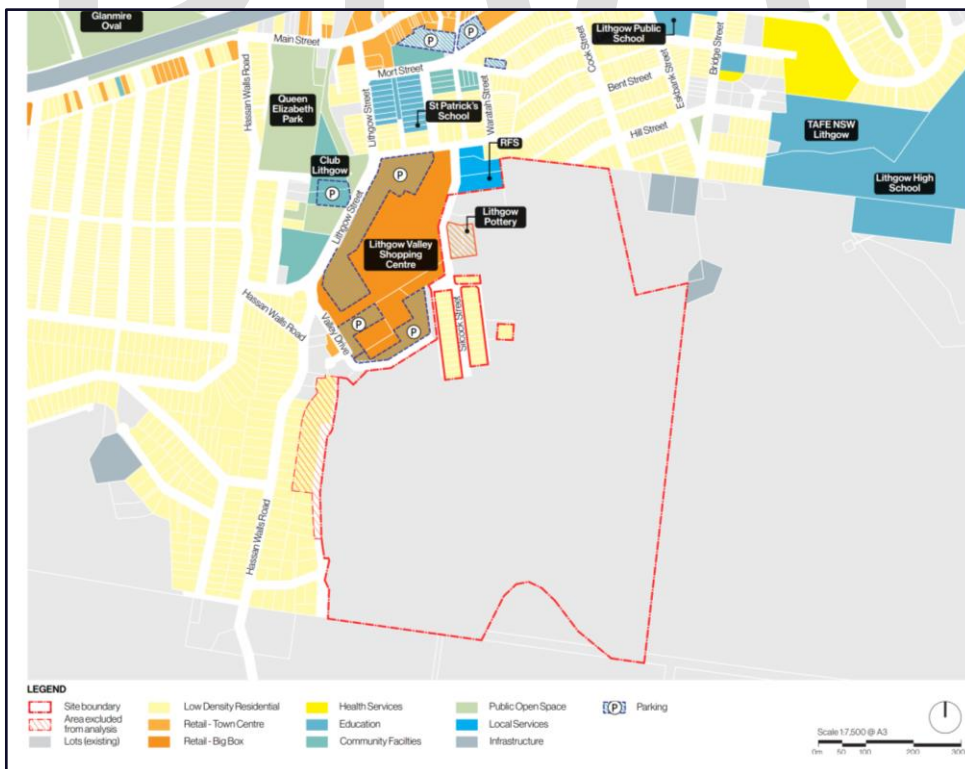 Glanmire
Oval
Main Street
Hassan Walls Road
Queen
Elizabeth
Park
Club
Lithgow
P
Lithgow Street
Mort Street
P
P
St Patrick's
School
Waratah Street
RFS
Cook Street
Bent Street
Eskbank Street
Hill Street
Bridge Street
Lithgow Public
School
TAFE NSW
Lithgow
Lithgow High
School
P
Lithgow Street
Lithgow Valley
Shopping
Centre
Lithgow
Pottery
Hassan Walls Road
Valley Drive
P
P
Silcock Street
Hassan Walls Road
LEGEND
Site boundary
Area excluded
from analysis
Lots (existing)
Low Density Residential
Retail - Town Centre
Retail - Big Box
Health Services
Education
Community Facilties
Public Open Space
Local Services
Infrastructure
P
Parking
Scale 1:7,500 @ A3
0m 50 100 200 300